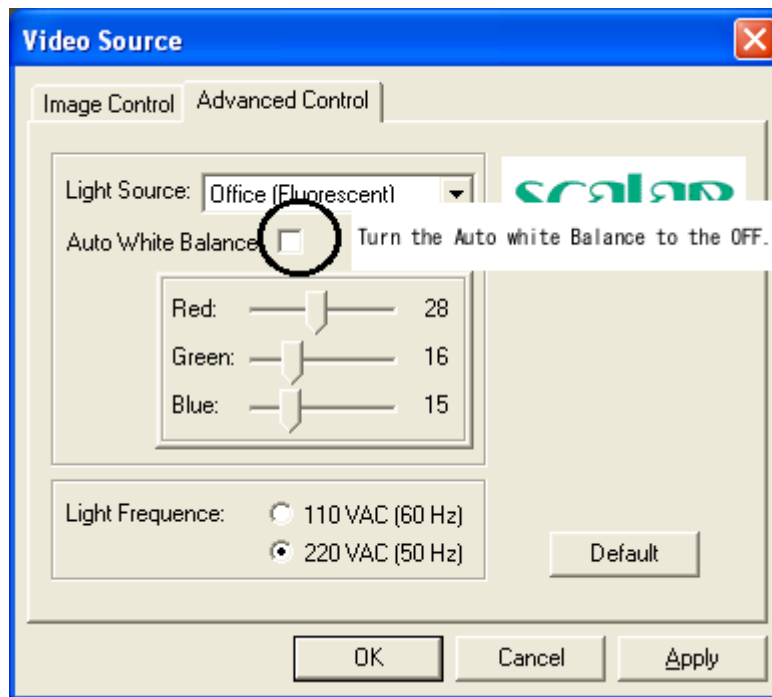 Video Source
Image Control Advanced Control
Light Source: Office (Fluorescent)
scalar
Auto White Balance
Turn the Auto white Balance to the OFF.
Red: 28
Green: 16
Blue: 15
Light Frequence: 110 VAC (60 Hz)
220 VAC (50 Hz)
Default
OK Cancel Apply